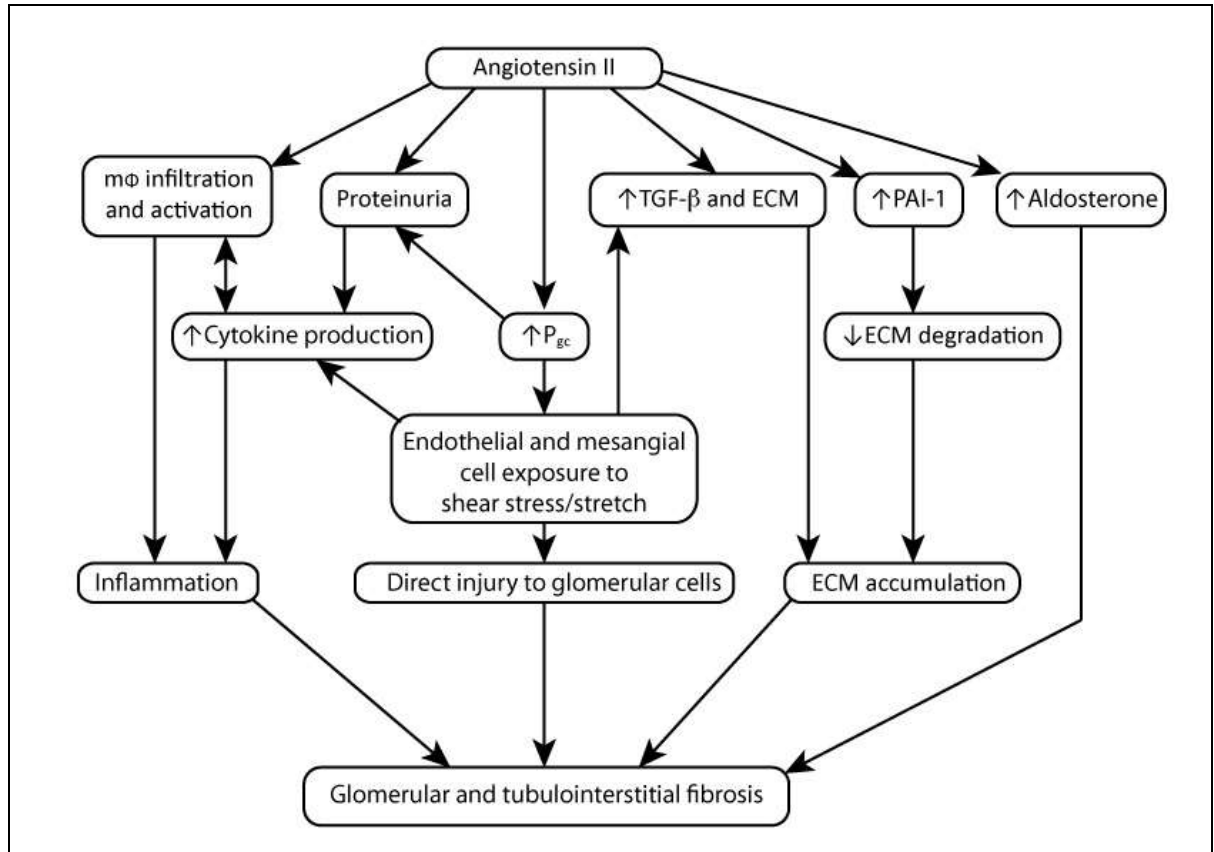 Angiotensin II
mΦ infiltration
and activation
Proteinuria
↑TGF-β and ECM
↑PAI-1
↑Aldosterone
↑Cytokine production
↑Pgc
↓ECM degradation
Endothelial and mesangial
cell exposure to
shear stress/stretch
Inflammation
Direct injury to glomerular cells
ECM accumulation
Glomerular and tubulointerstitial fibrosis